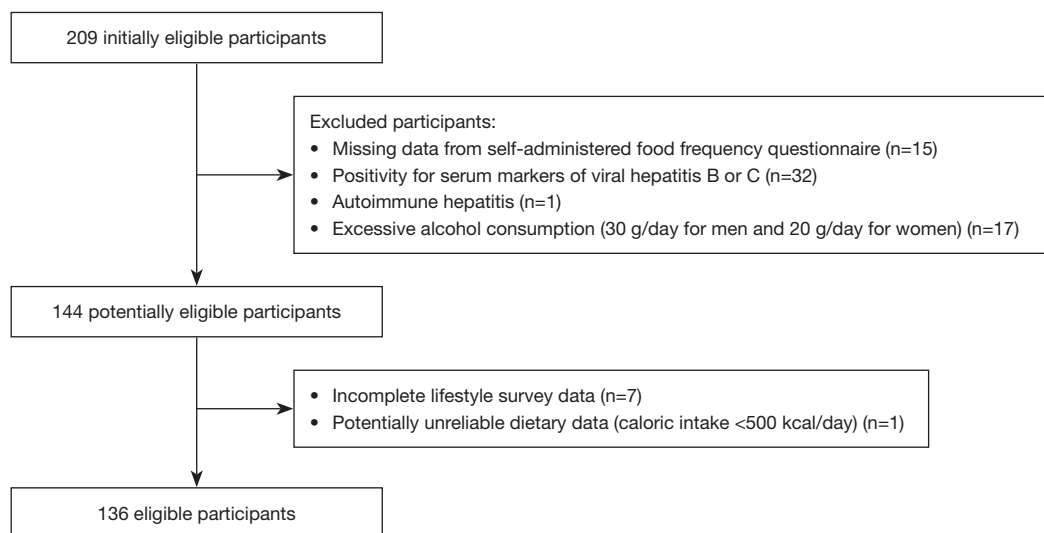 209 initially eligible participants
Excluded participants:
• Missing data from self-administered food frequency questionnaire (n=15)
• Positivity for serum markers of viral hepatitis B or C (n=32)
• Autoimmune hepatitis (n=1)
• Excessive alcohol consumption (30 g/day for men and 20 g/day for women) (n=17)
144 potentially eligible participants
• Incomplete lifestyle survey data (n=7)
• Potentially unreliable dietary data (caloric intake <500 kcal/day) (n=1)
136 eligible participants